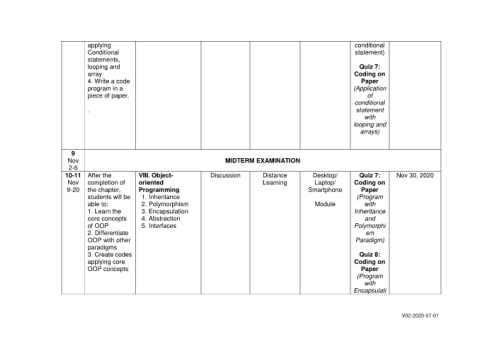 applying
Conditional
statements,
looping and
array
4. Write a code
program in a
piece of paper.
.
conditional
statement)
Quiz 7:
Coding on
Paper
(Application
of
conditional
statement
with
looping and
arrays)
9
Nov
2-6
MIDTERM EXAMINATION
10-11
Nov
9-20
After the
completion of
the chapter,
students will be
able to:
1. Learn the
core concepts
of OOP
2. Differentiate
OOP with other
paradigms
3. Create codes
applying core
OOP concepts
VIII. Object-
oriented
Programming
1. Inheritance
2. Polymorphism
3. Encapsulation
4. Abstraction
5. Interfaces
Discussion
Distance
Learning
Desktop/
Laptop/
Smartphone
Module
Quiz 7:
Coding on
Paper
(Program
with
Inheritance
and
Polymorphi
sm
Paradigm)
Quiz 8:
Coding on
Paper
(Program
with
Encapsulati
Nov 30, 2020
V02-2020-07-01